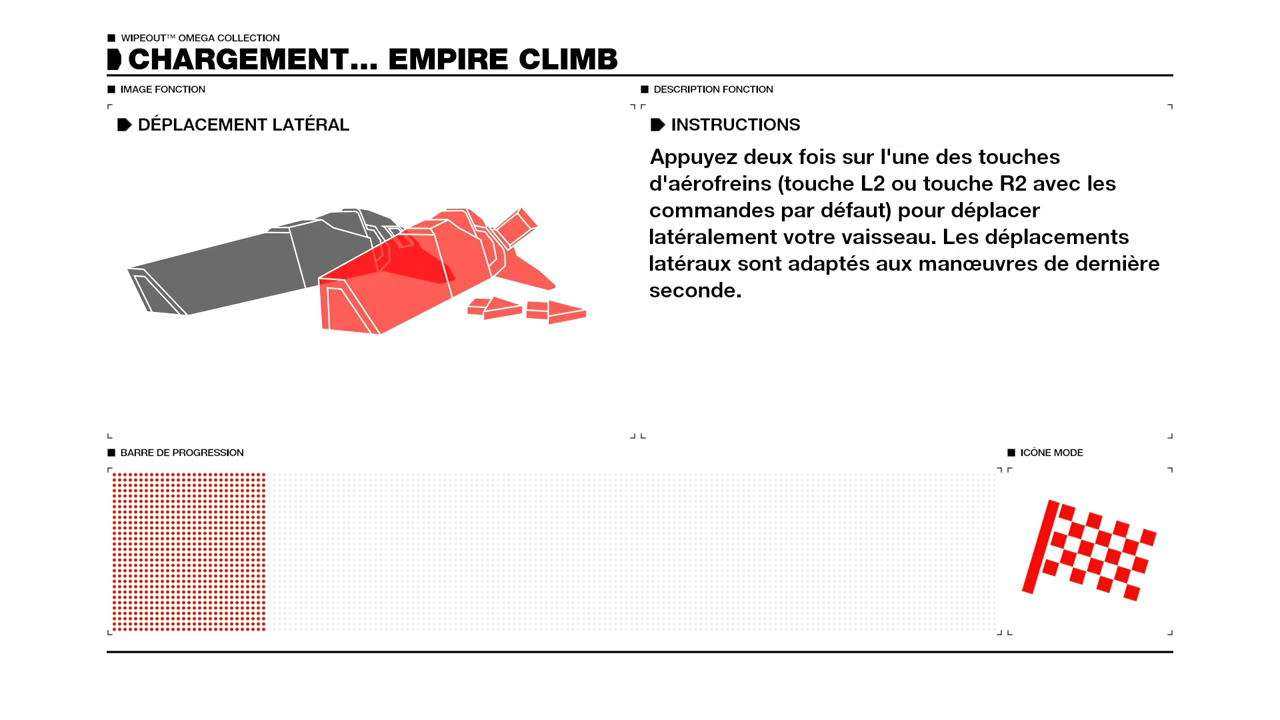 WIPEOUT™ OMEGA COLLECTION
CHARGEMENT... EMPIRE CLIMB
IMAGE FONCTION
DÉPLACEMENT LATÉRAL
DESCRIPTION FONCTION
INSTRUCTIONS
Appuyez deux fois sur l'une des touches
d'aérofreins (touche L2 ou touche R2 avec les
commandes par défaut) pour déplacer
latéralement votre vaisseau. Les déplacements
latéraux sont adaptés aux manœuvres de dernière
seconde.
BARRE DE PROGRESSION
ICÔNE MODE